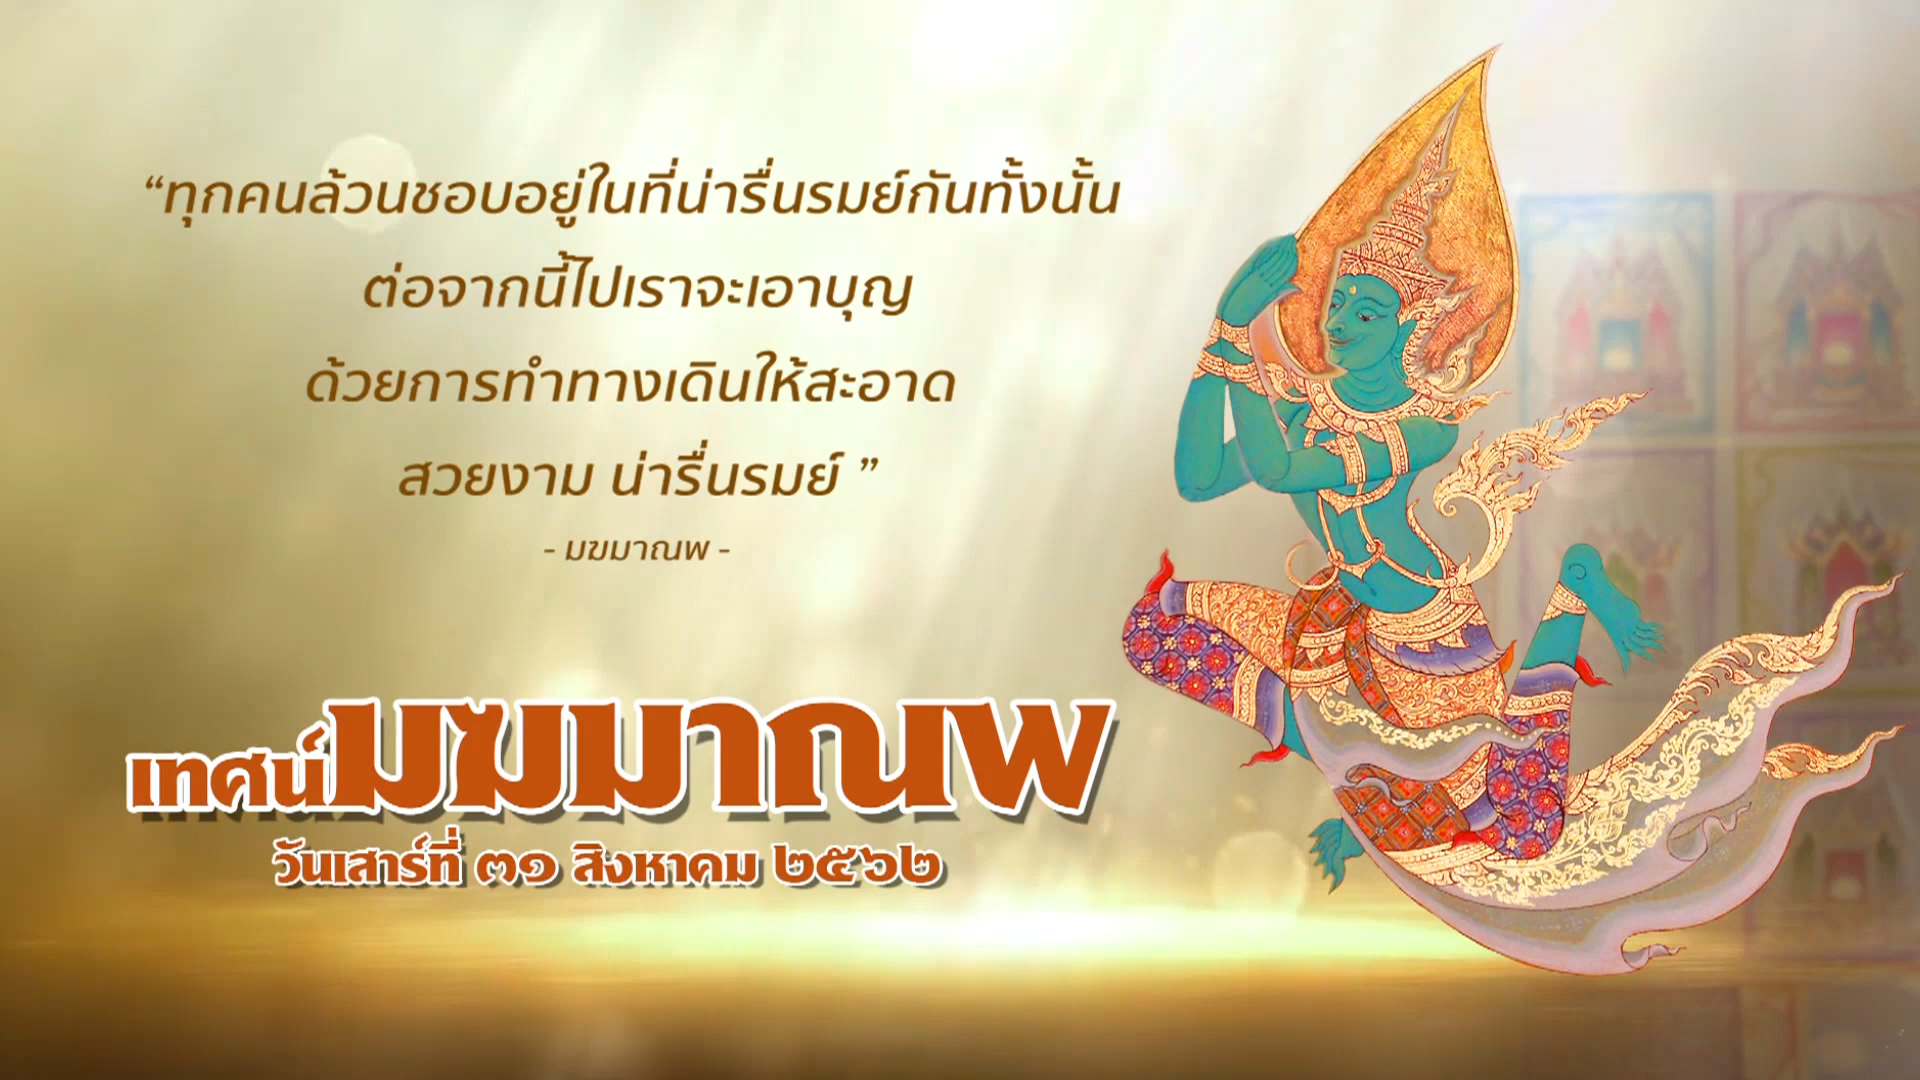 “ทุกคนล้วนชอบอยู่ในที่น่ารื่นรมย์กันทั้งนั้น
ต่อจากนี้ไปเราจะเอาบุญ
ด้วยการทำทางเดินให้สะอาด
สวยงาม น่ารื่นรมย์ ”
- มฆมาณพ -
เทศน์มฆมาณพ
วันเสาร์ที่ ๓๑ สิงหาคม ๒๕๖๒